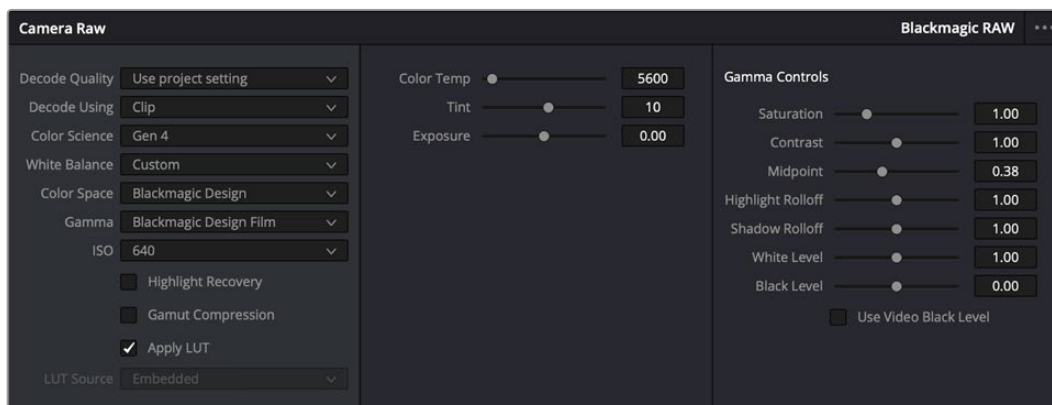 Camera Raw
Blackmagic RAW
Decode Quality Use project setting
Decode Using Clip
Color Science Gen 4
White Balance Custom
Color Space Blackmagic Design
Gamma Blackmagic Design Film
ISO 640
Highlight Recovery
Gamut Compression
Apply LUT
LUT Source Embedded
Color Temp 5600
Tint 10
Exposure 0.00
Gamma Controls
Saturation 1.00
Contrast 1.00
Midpoint 0.38
Highlight Rolloff 1.00
Shadow Rolloff 1.00
White Level 1.00
Black Level 0.00
Use Video Black Level